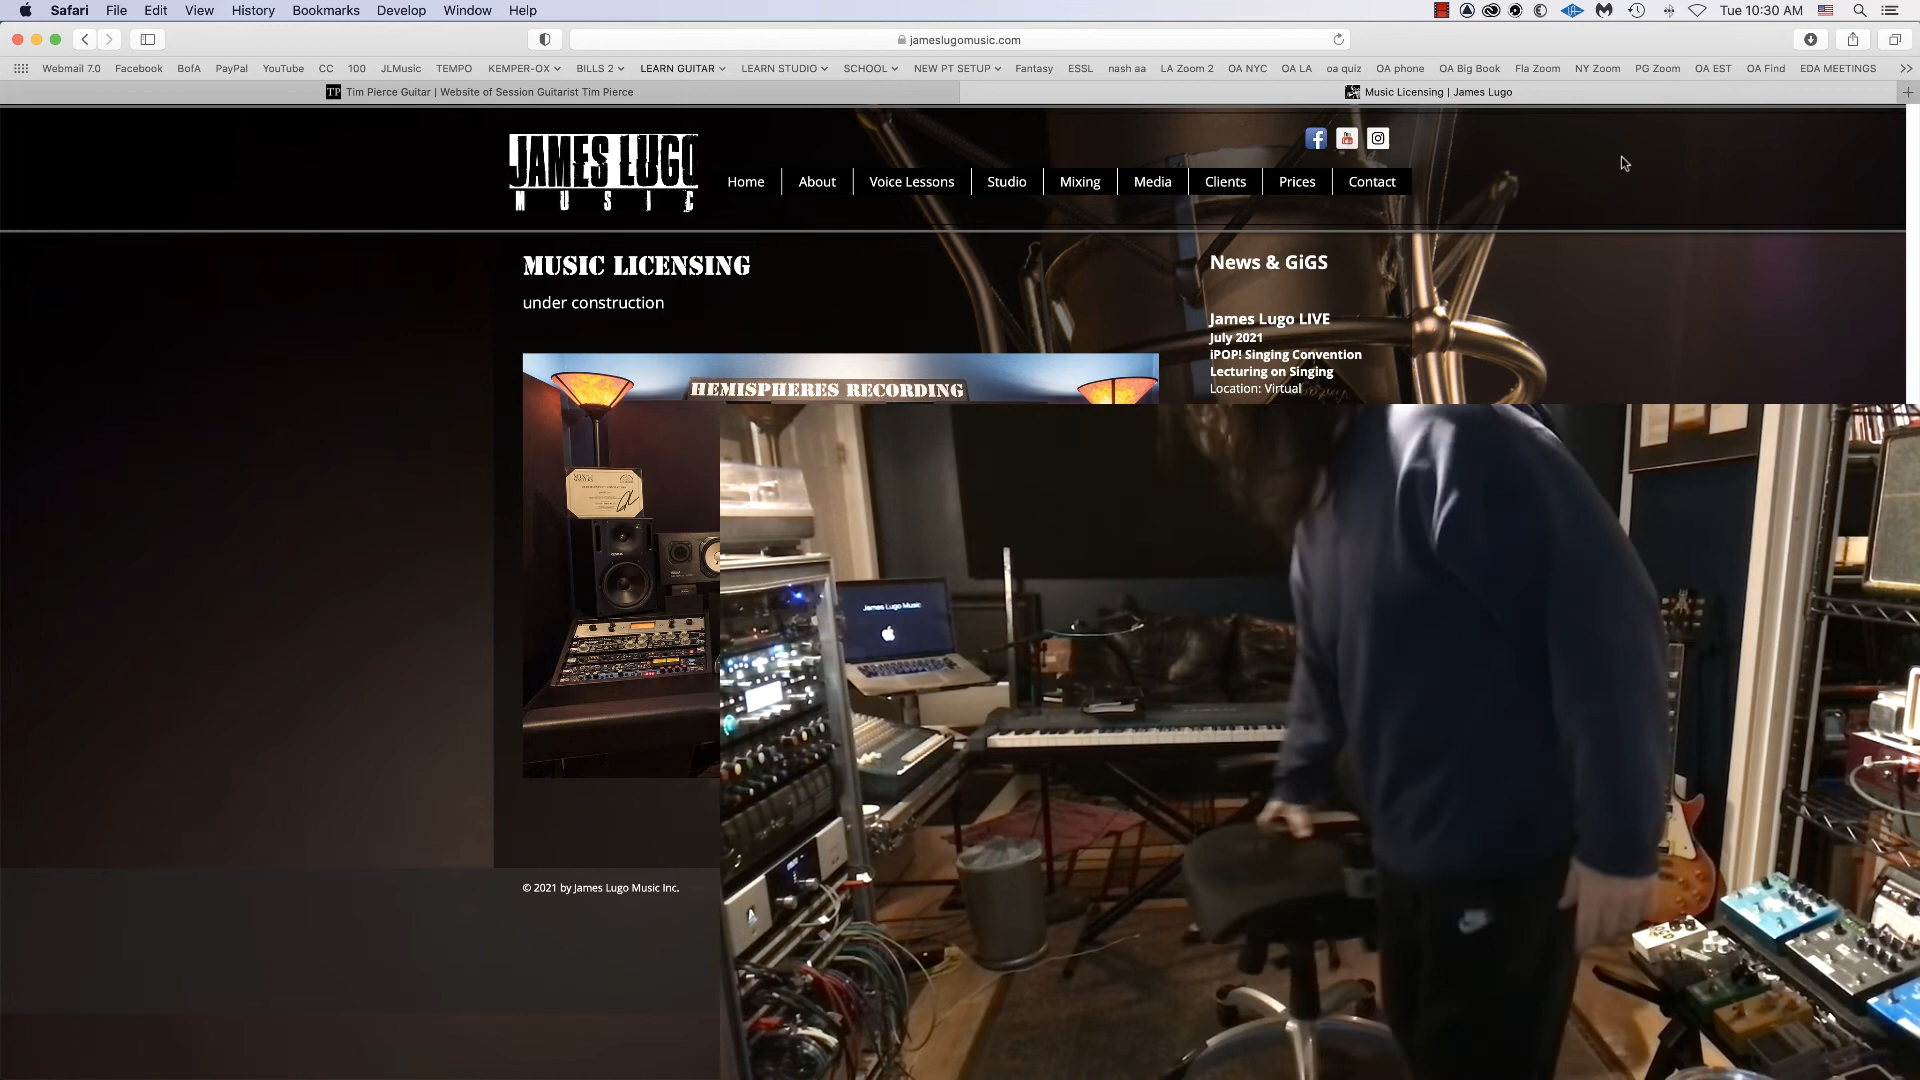 Safari File Edit View History Bookmarks Develop Window Help Tue 10:30 AM
jameslugomusic.com
Webmail 7.0 Facebook BofA PayPal YouTube CC 100 JLMusic TEMPO KEMPER-OX BILLS 2 LEARN GUITAR LEARN STUDIO SCHOOL NEW PT SETUP Fantasy ESSL nash aa LA Zoom 2 OA NYC OA LA oa quiz OA phone OA Big Book Fla Zoom NY Zoom PG Zoom OA EST OA Find EDA MEETINGS
TP Tim Pierce Guitar | Website of Session Guitarist Tim Pierce
Music Licensing | James Lugo
JAMES LUGO
MUSIC
Home About Voice Lessons Studio Mixing Media Clients Prices Contact
MUSIC LICENSING
under construction
HEMISPHERES RECORDING
News & GiGS
James Lugo LIVE
July 2021
iPOP! Singing Convention
Lecturing on Singing
Location: Virtual
James Lugo Music
© 2021 by James Lugo Music Inc.